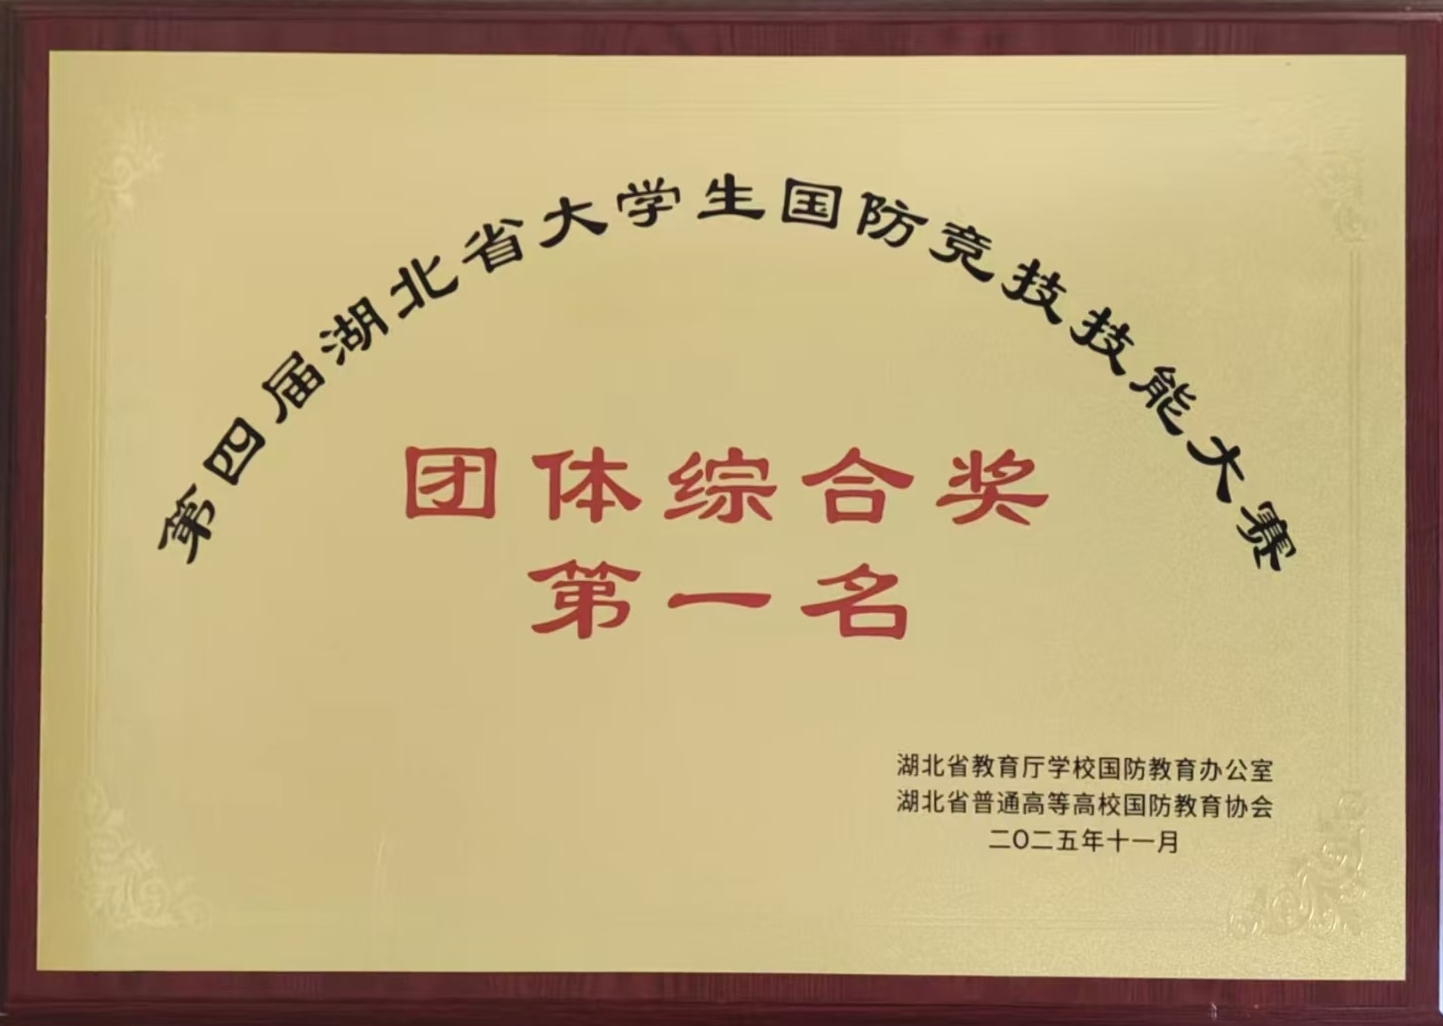 第四届湖北省大学生国防竞技技能大赛
团体综合奖
第一名
湖北省教育厅学校国防教育办公室
湖北省普通高等高校国防教育协会
二〇二五年十一月